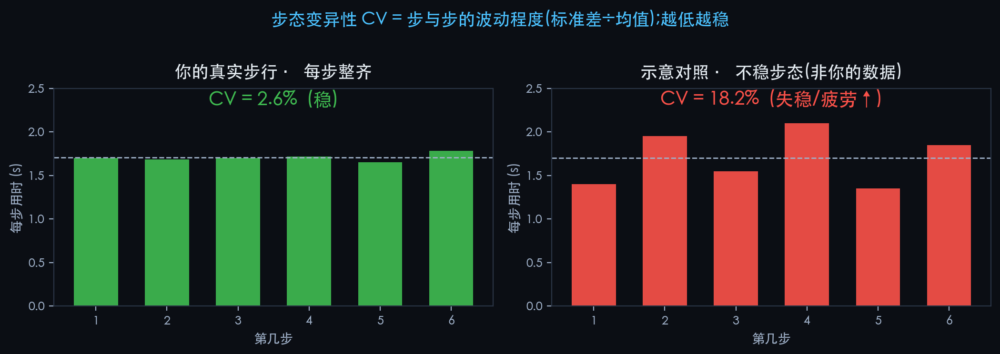 步态变异性 CV = 步与步的波动程度(标准差÷均值);越低越稳
你的真实步行 · 每步整齐
CV = 2.6% (稳)
每步用时 (s)
2.5
2.0
1.5
1.0
0.5
0.0
1 2 3 4 5 6
第几步
示意对照 · 不稳步态(非你的数据)
CV = 18.2% (失稳/疲劳↑)
每步用时 (s)
2.5
2.0
1.5
1.0
0.5
0.0
1 2 3 4 5 6
第几步